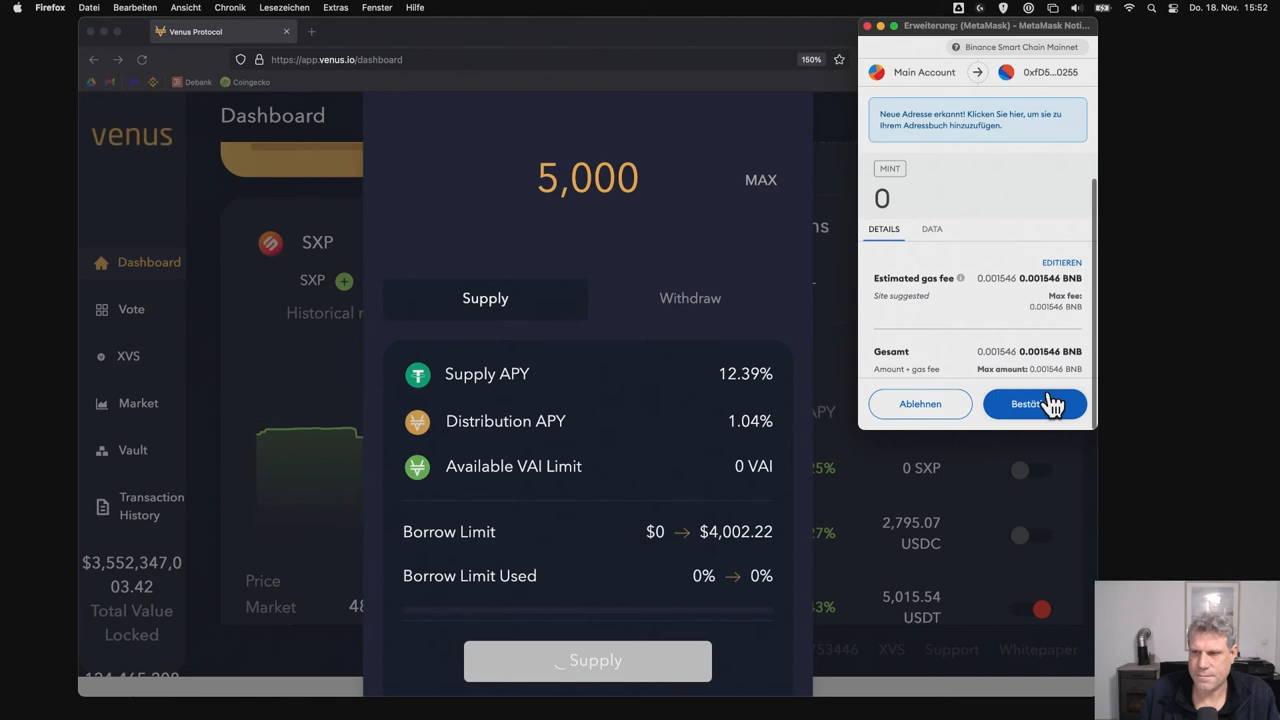 Firefox Datei Bearbeiten Ansicht Chronik Lesezeichen Extras Fenster Hilfe
Do. 18. Nov. 15:52
Venus Protocol
https://app.venus.io/dashboard
150%
Debank Coingecko
venus
Dashboard
Vote
XVS
Market
Vault
Transaction
History
$3,552,347,0
03.42
Total Value
Locked
Dashboard
SXP
SXP
Historical
Price
Market
5,000
MAX
Supply Withdraw
Supply APY 12.39%
Distribution APY 1.04%
Available VAI Limit 0 VAI
Borrow Limit $0 → $4,002.22
Borrow Limit Used 0% → 0%
Supply
0 SXP
2,795.07
USDC
5,015.54
USDT
XVS Support Whitepaper
Erweiterung: (MetaMask) - MetaMask Noti...
Binance Smart Chain Mainnet
Main Account 0xfD5...0255
Neue Adresse erkannt! Klicken Sie hier, um sie zu
Ihrem Adressbuch hinzuzufügen.
MINT
0
DETAILS DATA
EDITIEREN
Estimated gas fee 0.001546 0.001546 BNB
Site suggested Max fee:
0.001546 BNB
Gesamt 0.001546 0.001546 BNB
Amount + gas fee Max amount: 0.001546 BNB
Ablehnen